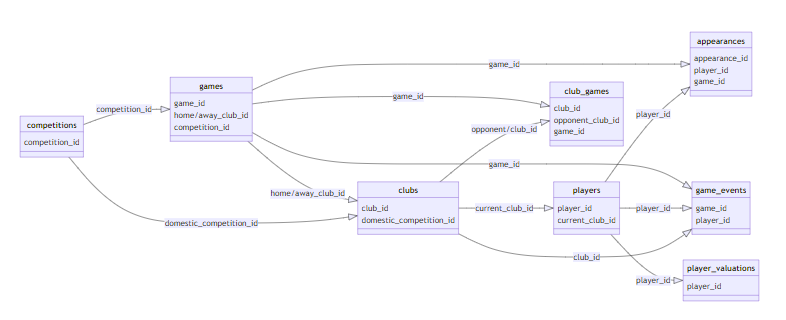 competitions
competition_id
competition_id
domestic_competition_id
games
game_id
home/away_club_id
competition_id
game_id
game_id
game_id
home/away_club_id
clubs
club_id
domestic_competition_id
opponent/club_id
current_club_id
club_id
club_games
club_id
opponent_club_id
game_id
players
player_id
current_club_id
player_id
player_id
player_id
appearances
appearance_id
player_id
game_id
game_events
game_id
player_id
player_valuations
player_id